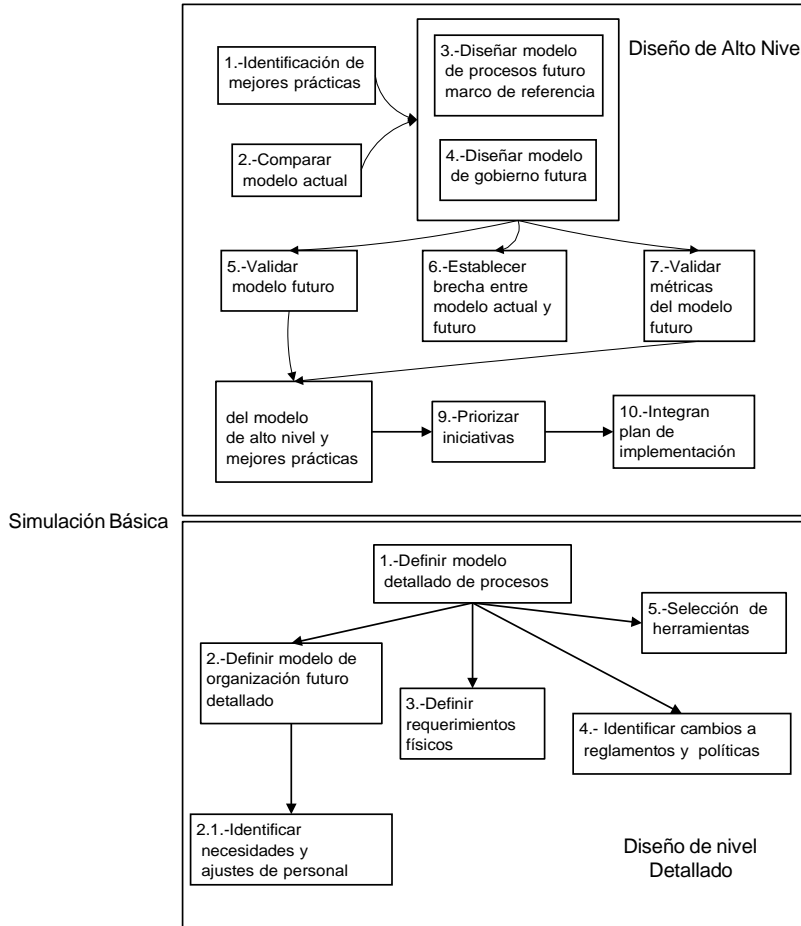 Diseño de Alto Nive
1.-Identificación de
mejores prácticas
3.-Diseñar modelo
de procesos futuro
marco de referencia
2.-Comparar
modelo actual
4.-Diseñar modelo
de gobierno futura
5.-Validar
modelo futuro
6.-Establecer
brecha entre
modelo actual y
futuro
7.-Validar
métricas
del modelo
futuro
del modelo
de alto nivel y
mejores prácticas
9.-Priorizar
iniciativas
10.-Integran
plan de
implementación
Simulación Básica
1.-Definir modelo
detallado de procesos
5.-Selección de
herramientas
2.-Definir modelo de
organización futuro
detallado
3.-Definir
requerimientos
físicos
4.- Identificar cambios a
reglamentos y políticas
2.1.-Identificar
necesidades y
ajustes de personal
Diseño de nivel
Detallado